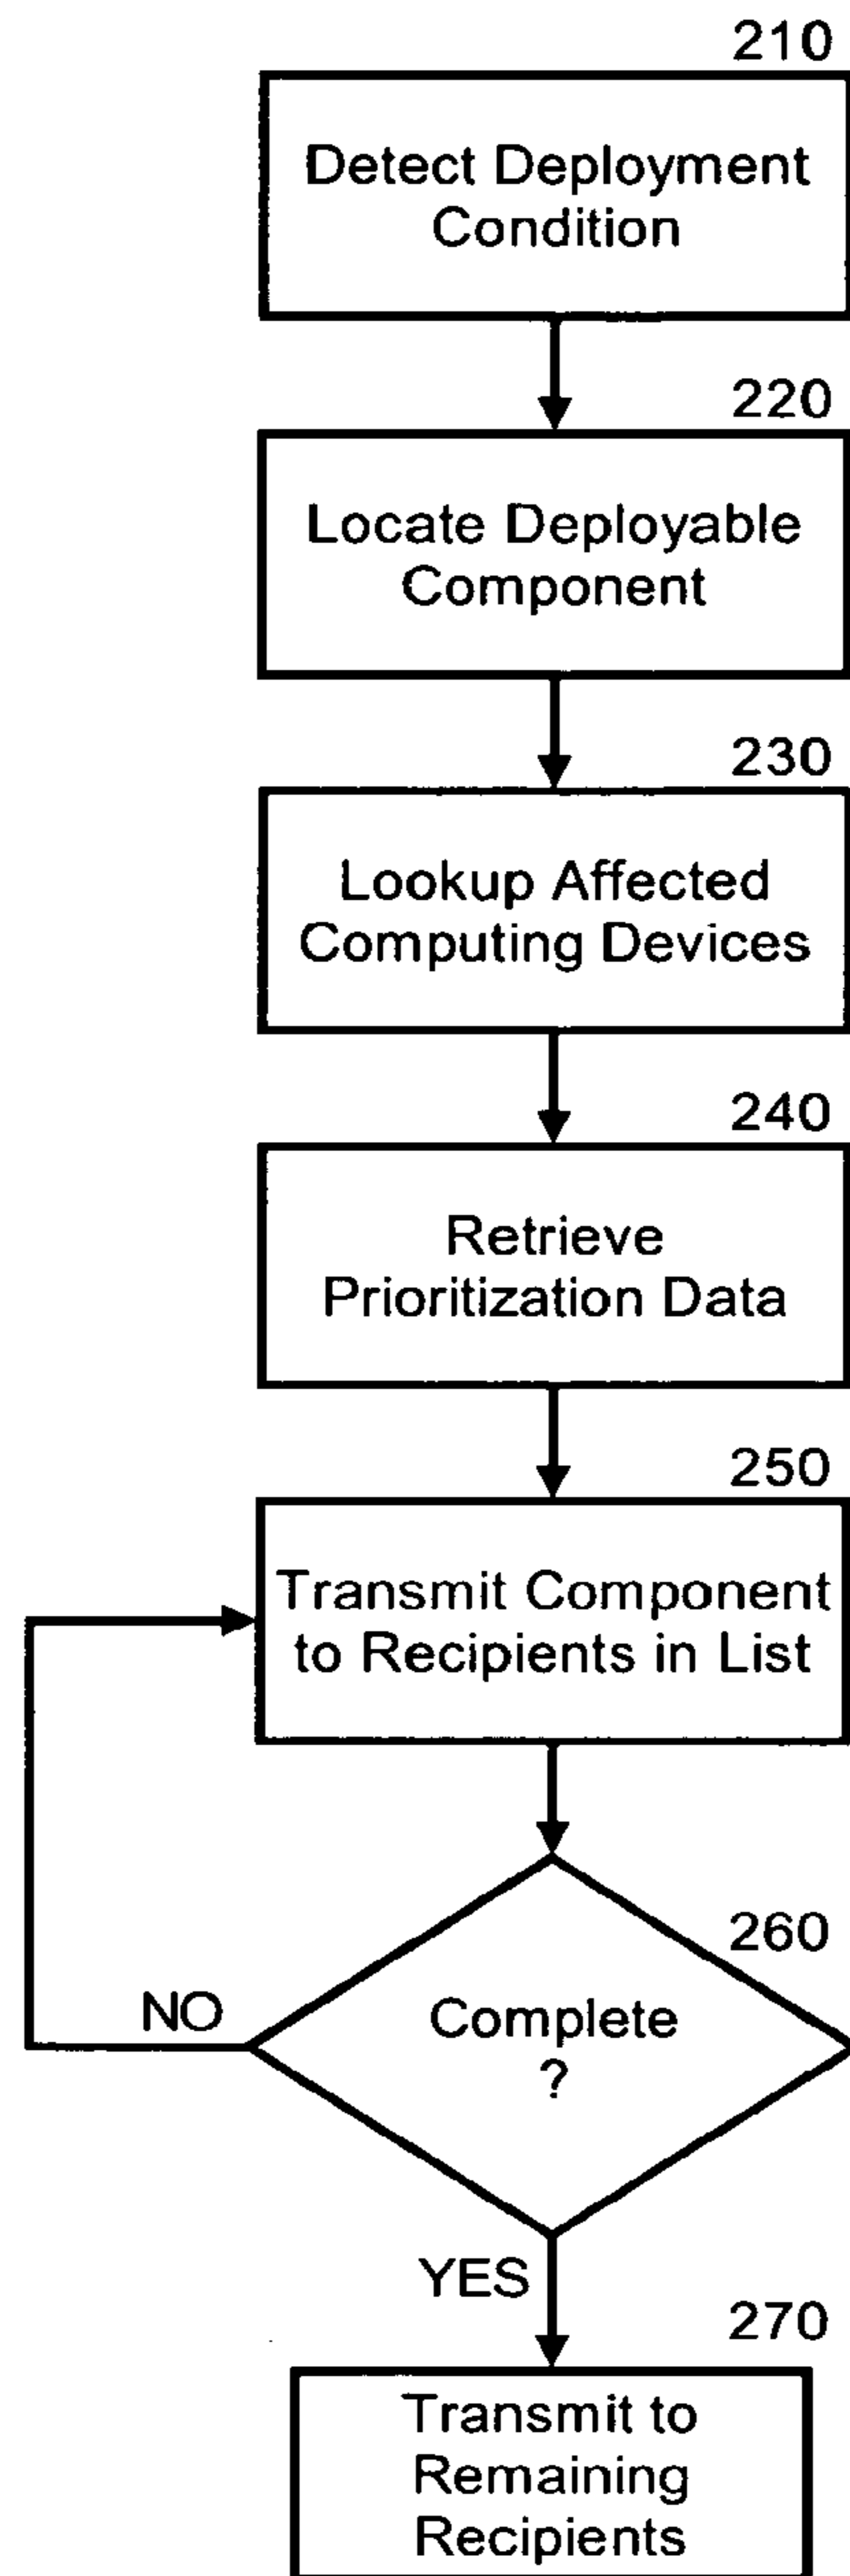 210
Detect Deployment
Condition
220
Locate Deployable
Component
230
Lookup Affected
Computing Devices
240
Retrieve
Prioritization Data
250
Transmit Component
to Recipients in List
260
NO
Complete
?
YES
270
Transmit to
Remaining
Recipients